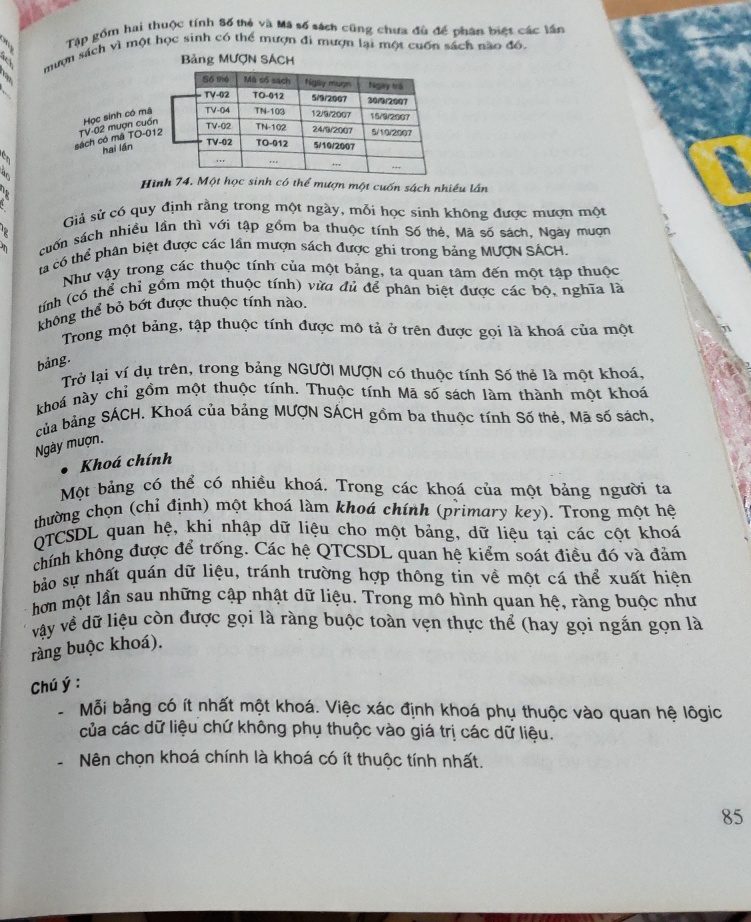 Tập gồm hai thuộc tính Số thẻ và Mã số sách cũng chưa đủ để phân biệt các lần
mượn sách vì một học sinh có thể mượn đi mượn lại một cuốn sách nào đó.
Bảng MƯỢN SÁCH
Số thẻ Mã số sách Ngày mượn Ngày trả
TV-02 TO-012 5/9/2007 30/9/2007
TV-04 TN-103 12/9/2007 15/9/2007
TV-02 TN-102 24/9/2007 5/10/2007
TV-02 TO-012 5/10/2007
... ... ... ...
Học sinh có mã
TV-02 mượn cuốn
sách có mã TO-012
hai lần
Hình 74. Một học sinh có thể mượn một cuốn sách nhiều lần
Giả sử có quy định rằng trong một ngày, mỗi học sinh không được mượn một
cuốn sách nhiều lần thì với tập gồm ba thuộc tính Số thẻ, Mã số sách, Ngày mượn
ta có thể phân biệt được các lần mượn sách được ghi trong bảng MƯỢN SÁCH.
Như vậy trong các thuộc tính của một bảng, ta quan tâm đến một tập thuộc
tính (có thể chỉ gồm một thuộc tính) vừa đủ để phân biệt được các bộ, nghĩa là
không thể bỏ bớt được thuộc tính nào.
Trong một bảng, tập thuộc tính được mô tả ở trên được gọi là khoá của một
bảng.
Trở lại ví dụ trên, trong bảng NGƯỜI MƯỢN có thuộc tính Số thẻ là một khoá,
khoá này chỉ gồm một thuộc tính. Thuộc tính Mã số sách làm thành một khoá
của bảng SÁCH. Khoá của bảng MƯỢN SÁCH gồm ba thuộc tính Số thẻ, Mã số sách,
Ngày mượn.
• Khoá chính
Một bảng có thể có nhiều khoá. Trong các khoá của một bảng người ta
thường chọn (chỉ định) một khoá làm khoá chính (primary key). Trong một hệ
QTCSDL quan hệ, khi nhập dữ liệu cho một bảng, dữ liệu tại các cột khoá
chính không được để trống. Các hệ QTCSDL quan hệ kiểm soát điều đó và đảm
bảo sự nhất quán dữ liệu, tránh trường hợp thông tin về một cá thể xuất hiện
hơn một lần sau những cập nhật dữ liệu. Trong mô hình quan hệ, ràng buộc như
vậy về dữ liệu còn được gọi là ràng buộc toàn vẹn thực thể (hay gọi ngắn gọn là
ràng buộc khoá).
Chú ý :
- Mỗi bảng có ít nhất một khoá. Việc xác định khoá phụ thuộc vào quan hệ lôgic
của các dữ liệu chứ không phụ thuộc vào giá trị các dữ liệu.
- Nên chọn khoá chính là khoá có ít thuộc tính nhất.
85